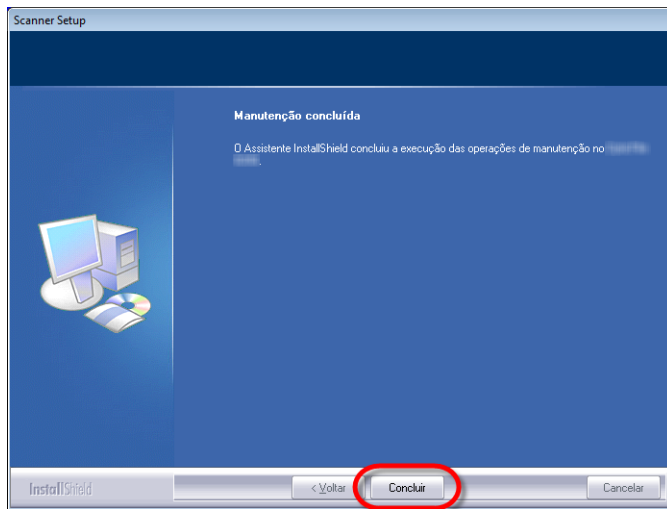 Scanner Setup
Manutenção concluída
O Assistente InstallShield concluiu a execução das operações de manutenção no
.
InstallShield
< Voltar
Concluir
Cancelar